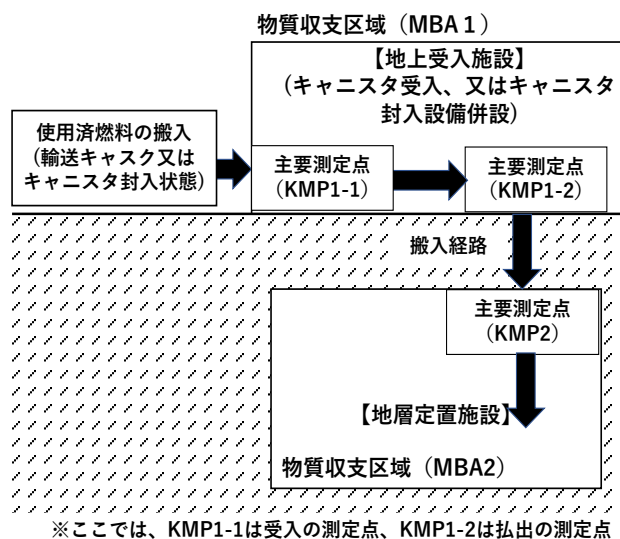 物質収支区域（MBA１）
【地上受入施設】
（キャニスタ受入、又はキャニスタ
封入設備併設）
使用済燃料の搬入
(輸送キャスク又は
キャニスタ封入状態)
主要測定点
（KMP1-1）
主要測定点
（KMP1-2）
搬入経路
主要測定点
（KMP2）
【地層定置施設】
物質収支区域（MBA2）
※ここでは、KMP1-1は受入の測定点、KMP1-2は払出の測定点